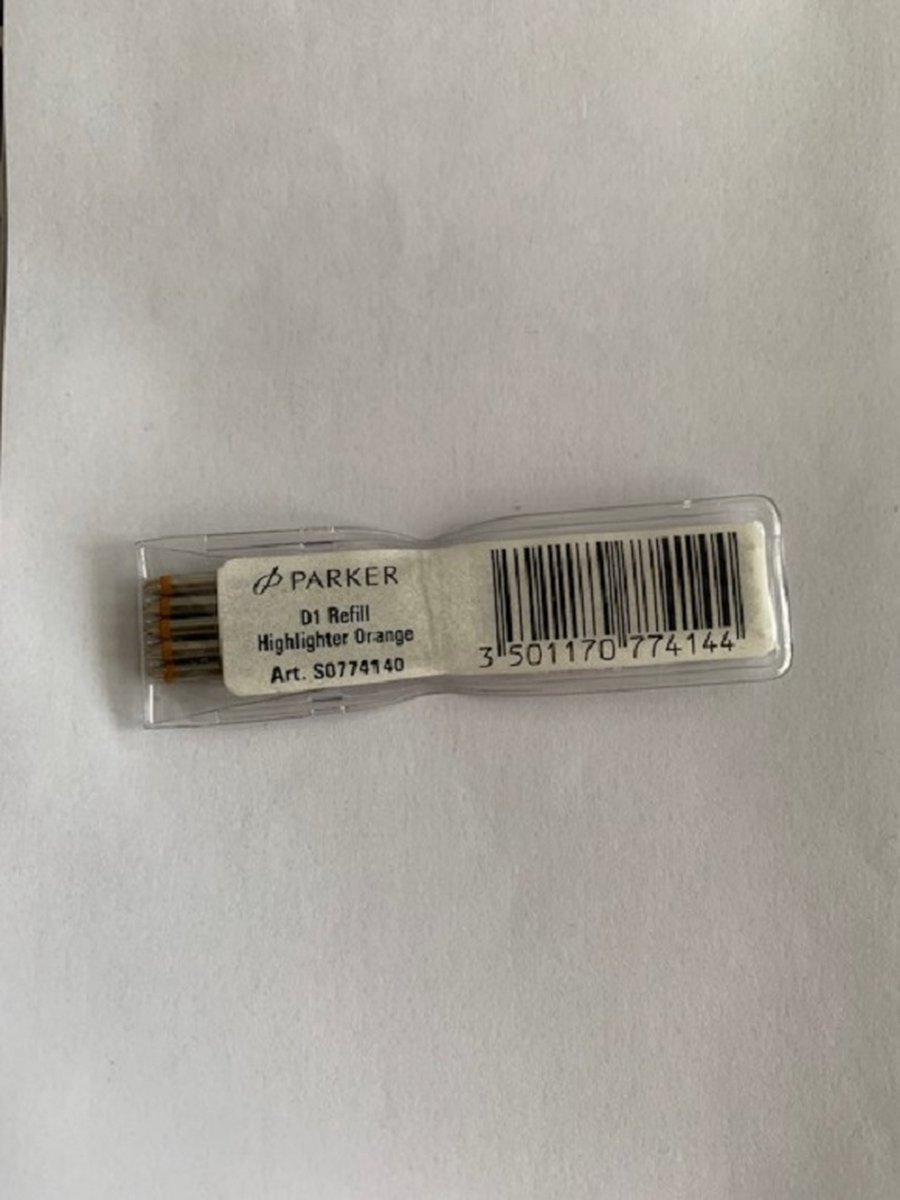 PARKER
D1 Refill
Highlighter Orange
Art. S0774140
3 501170 774144